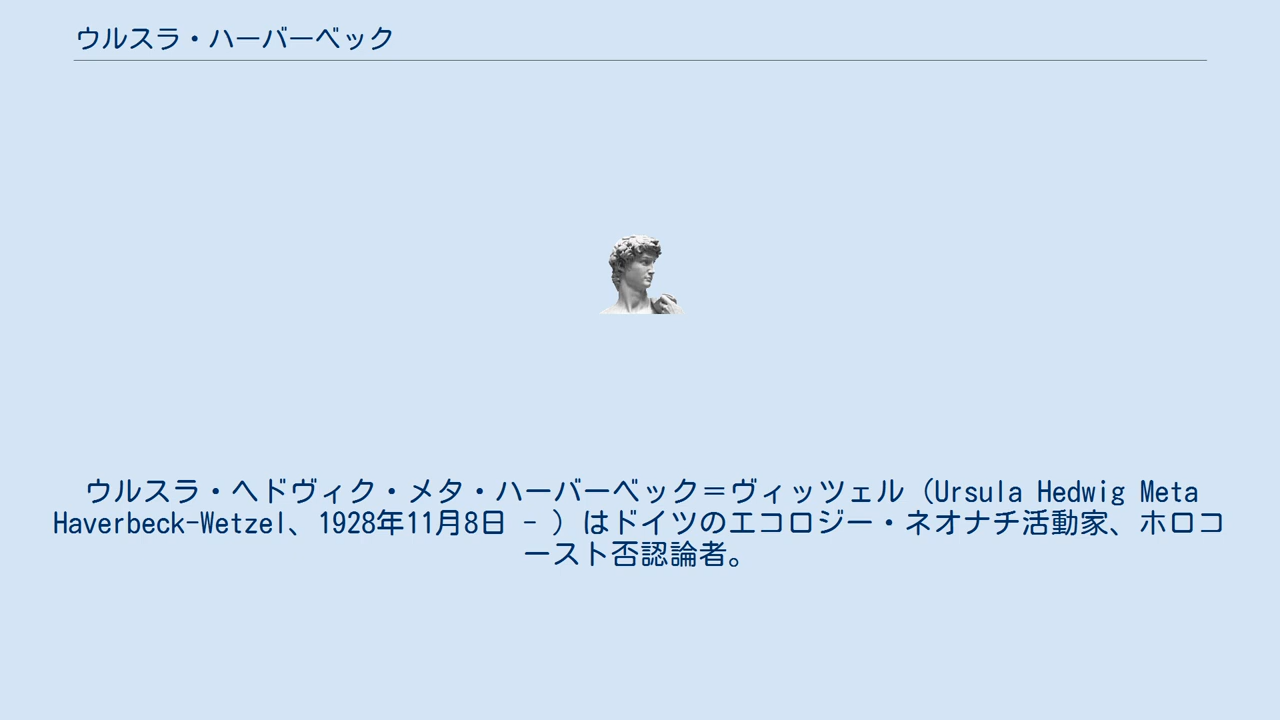 ウルスラ・ハーバーベック
ウルスラ・ヘドヴィク・メタ・ハーバーベック＝ヴィッツェル（Ursula Hedwig Meta
Haverbeck-Wetzel、1928年11月8日 - ）はドイツのエコロジー・ネオナチ活動家、ホロコ
ースト否認論者。